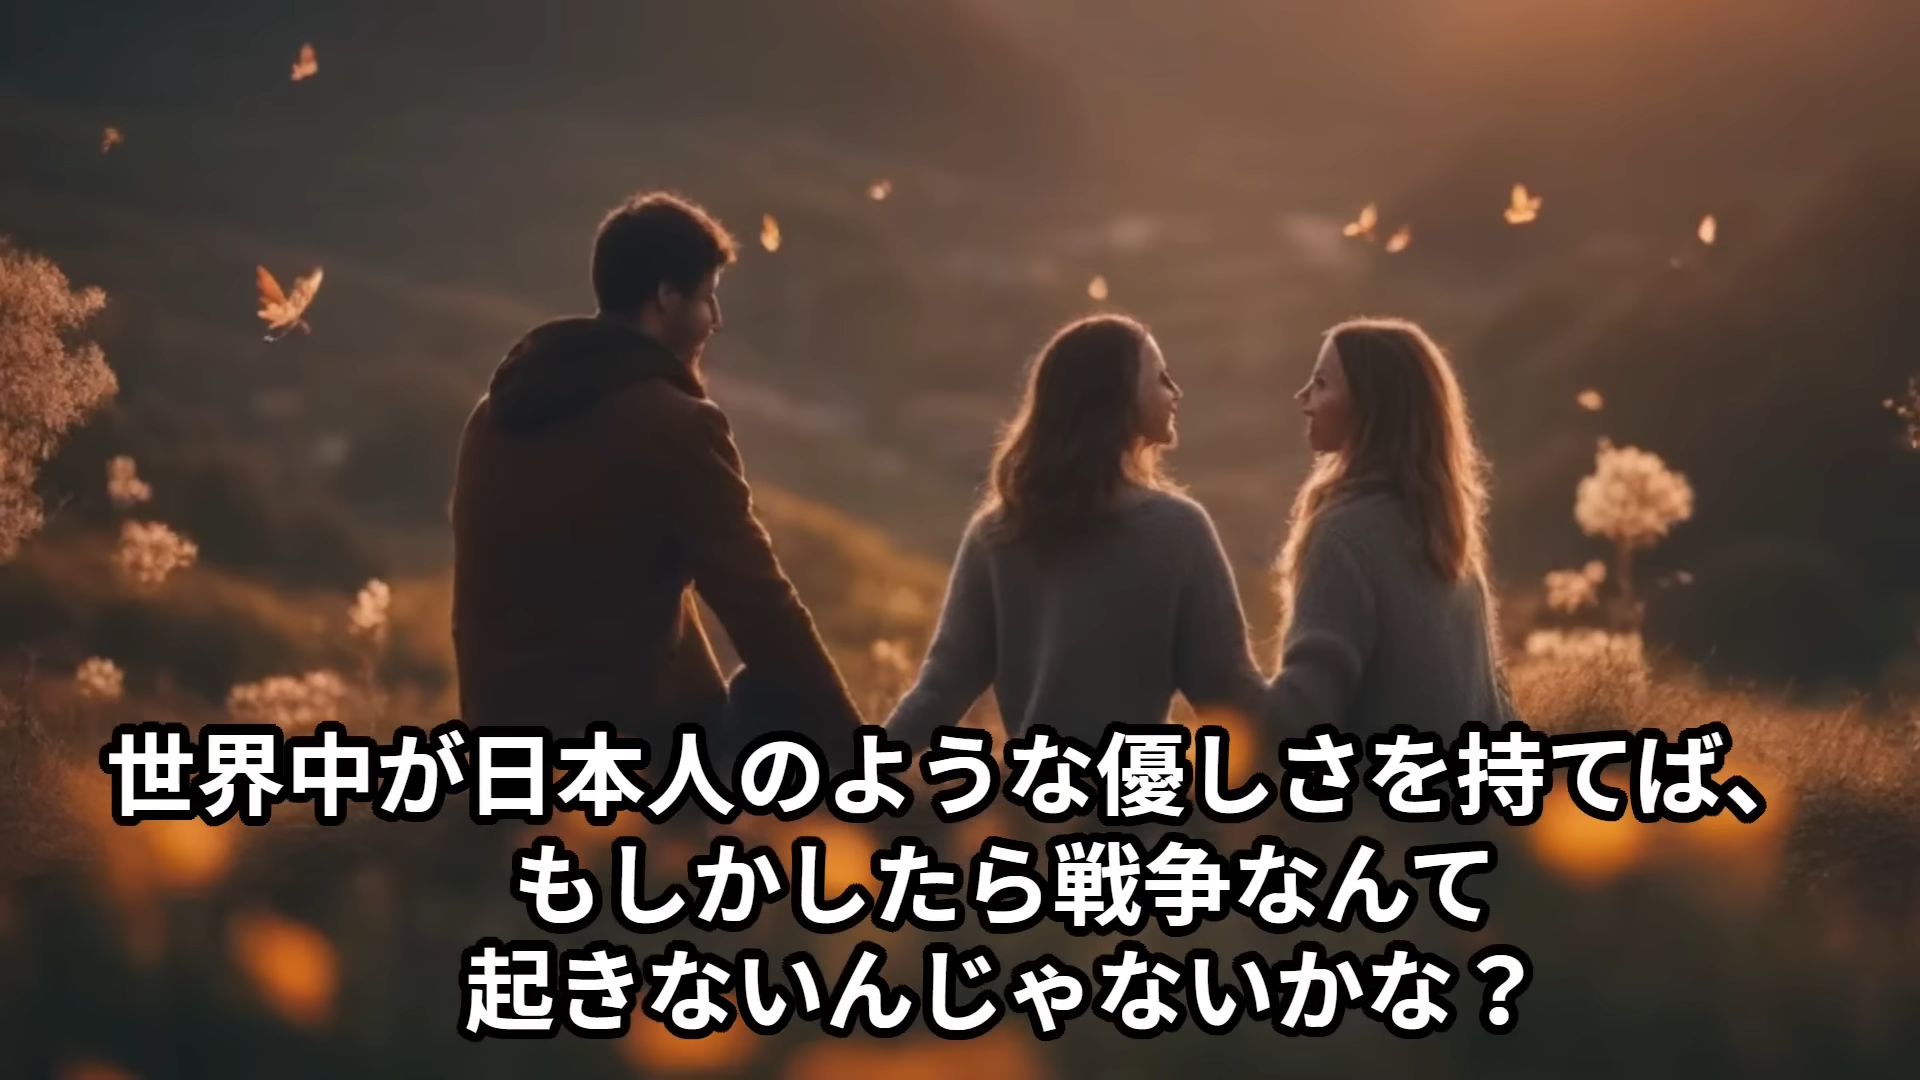 世界中が日本人のような優しさを持てば、
もしかしたら戦争なんて
起きないんじゃないかな？